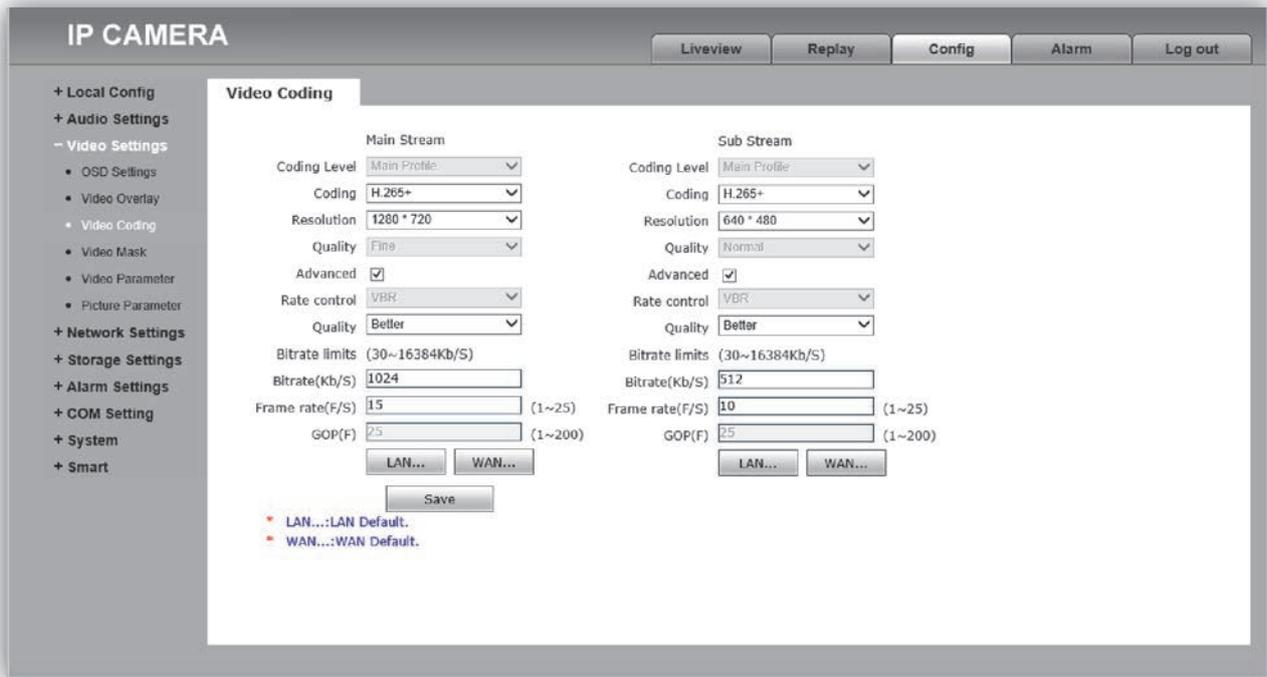 IP CAMERA
Liveview Replay Config Alarm Log out
+ Local Config
+ Audio Settings
− Video Settings
• OSD Settings
• Video Overlay
• Video Coding
• Video Mask
• Video Parameter
• Picture Parameter
+ Network Settings
+ Storage Settings
+ Alarm Settings
+ COM Setting
+ System
+ Smart
Video Coding
Main Stream
Coding Level Main Profile
Coding H.265+
Resolution 1280 * 720
Quality Fine
Advanced
Rate control VBR
Quality Better
Bitrate limits (30~16384Kb/S)
Bitrate(Kb/S) 1024
Frame rate(F/S) 15 (1~25)
GOP(F) 25 (1~200)
LAN... WAN...
Sub Stream
Coding Level Main Profile
Coding H.265+
Resolution 640 * 480
Quality Normal
Advanced
Rate control VBR
Quality Better
Bitrate limits (30~16384Kb/S)
Bitrate(Kb/S) 512
Frame rate(F/S) 10 (1~25)
GOP(F) 25 (1~200)
LAN... WAN...
Save
* LAN...:LAN Default.
* WAN...:WAN Default.